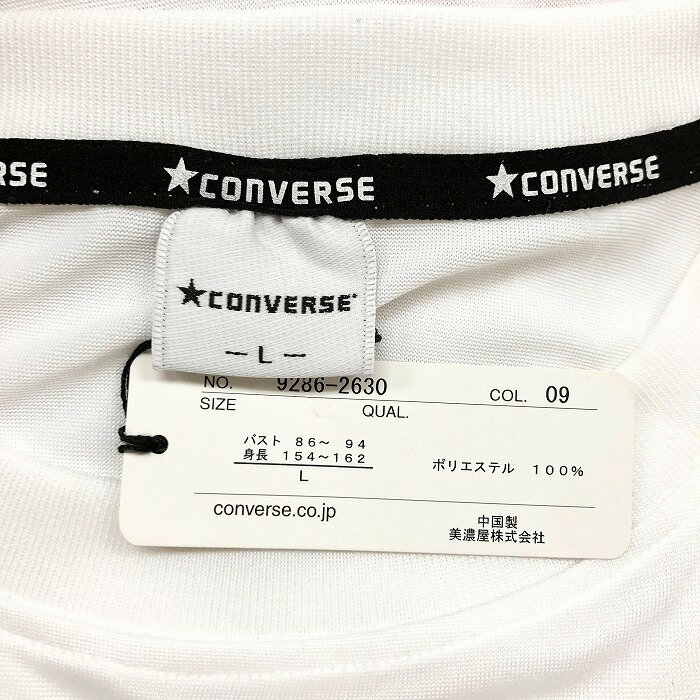 RSE ★CONVERSE ★CONVERSE
★CONVERSE
— L —
NO. 9286-2630 COL. 09
SIZE QUAL.
バスト 86～ 94
身長 154～162
L
ポリエステル 100%
converse.co.jp
中国製
美濃屋株式会社